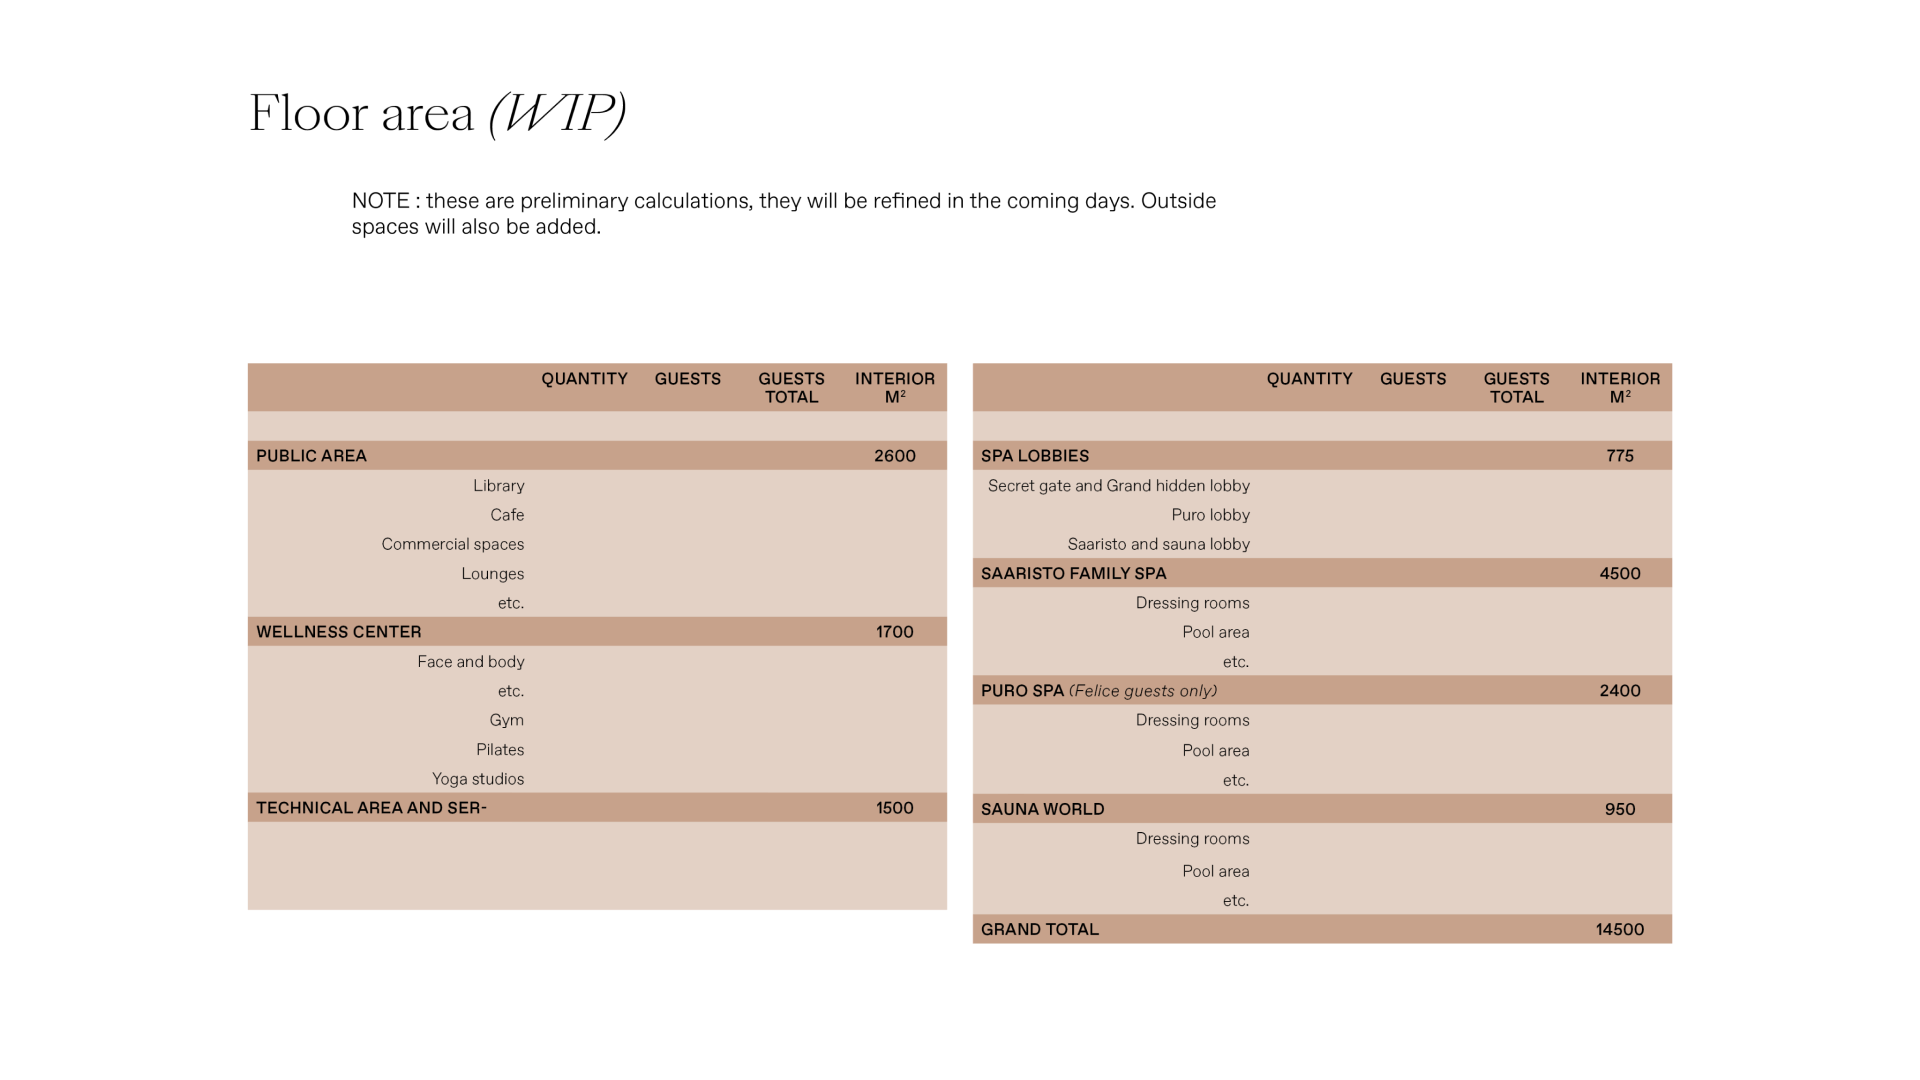 Floor area (WIP)
NOTE : these are preliminary calculations, they will be refined in the coming days. Outside
spaces will also be added.
QUANTITY GUESTS GUESTS TOTAL INTERIOR M²
PUBLIC AREA 2600
Library
Cafe
Commercial spaces
Lounges
etc.
WELLNESS CENTER 1700
Face and body
etc.
Gym
Pilates
Yoga studios
TECHNICAL AREA AND SER- 1500
QUANTITY GUESTS GUESTS TOTAL INTERIOR M²
SPA LOBBIES 775
Secret gate and Grand hidden lobby
Puro lobby
Saaristo and sauna lobby
SAARISTO FAMILY SPA 4500
Dressing rooms
Pool area
etc.
PURO SPA (Felice guests only) 2400
Dressing rooms
Pool area
etc.
SAUNA WORLD 950
Dressing rooms
Pool area
etc.
GRAND TOTAL 14500